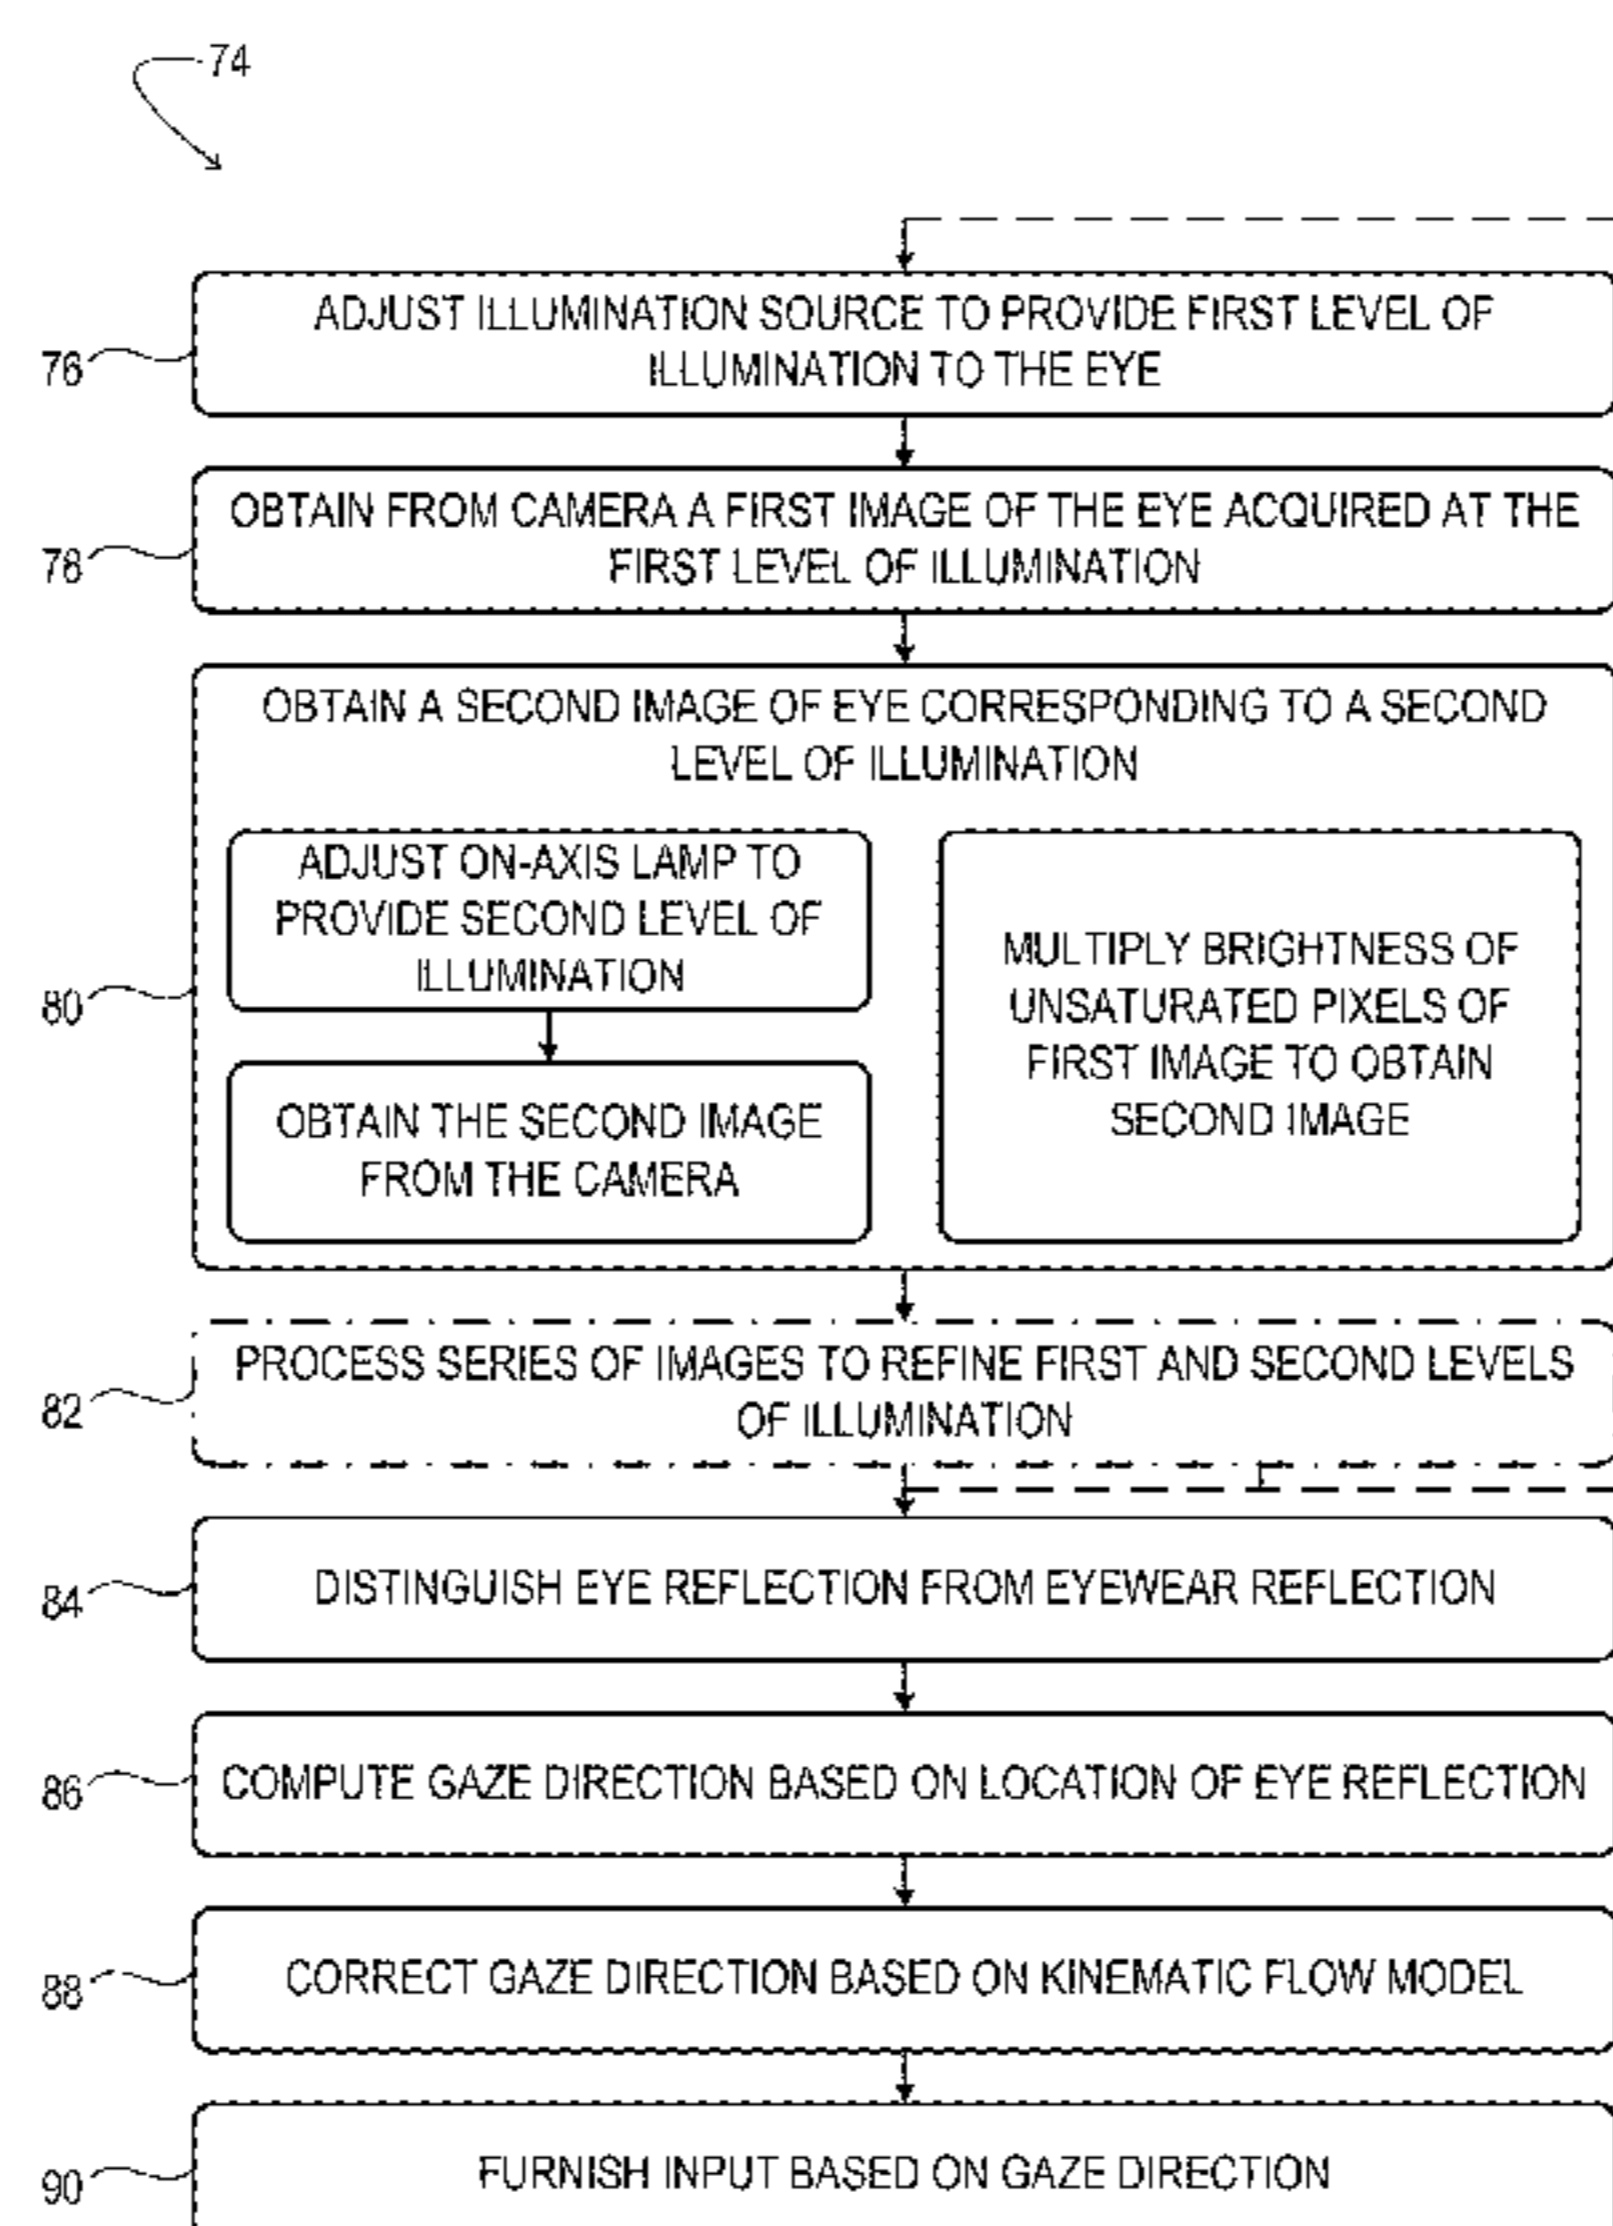 74
ADJUST ILLUMINATION SOURCE TO PROVIDE FIRST LEVEL OF
ILLUMINATION TO THE EYE
76
OBTAIN FROM CAMERA A FIRST IMAGE OF THE EYE ACQUIRED AT THE
FIRST LEVEL OF ILLUMINATION
78
OBTAIN A SECOND IMAGE OF EYE CORRESPONDING TO A SECOND
LEVEL OF ILLUMINATION
ADJUST ON-AXIS LAMP TO
PROVIDE SECOND LEVEL OF
ILLUMINATION
80
OBTAIN THE SECOND IMAGE
FROM THE CAMERA
MULTIPLY BRIGHTNESS OF
UNSATURATED PIXELS OF
FIRST IMAGE TO OBTAIN
SECOND IMAGE
PROCESS SERIES OF IMAGES TO REFINE FIRST AND SECOND LEVELS
OF ILLUMINATION
82
DISTINGUISH EYE REFLECTION FROM EYEWEAR REFLECTION
84
COMPUTE GAZE DIRECTION BASED ON LOCATION OF EYE REFLECTION
86
CORRECT GAZE DIRECTION BASED ON KINEMATIC FLOW MODEL
88
FURNISH INPUT BASED ON GAZE DIRECTION
90